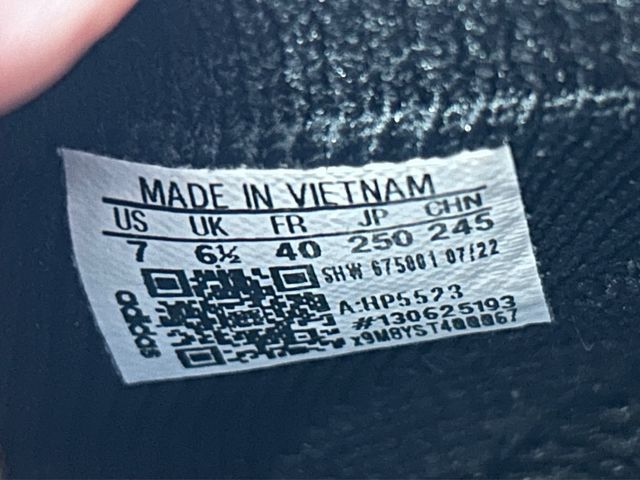 MADE IN VIETNAM
US UK FR JP CHN
7 6½ 40 250 245
SHW 675001 07/22
adidas
A:HP5523
#130625193